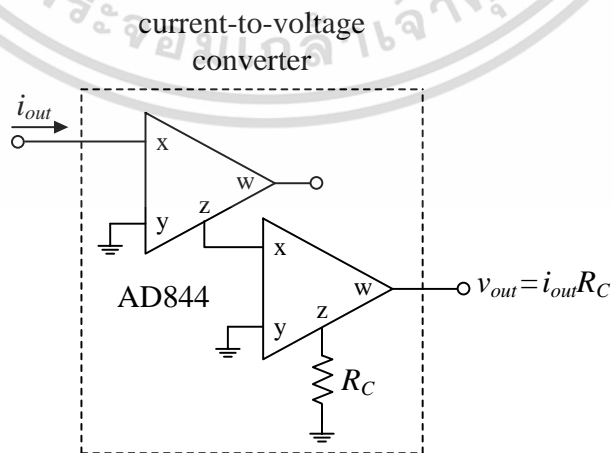 current-to-voltage
converter
i_out
x
w
z
y
x
AD844
w
v_out = i_out R_C
z
y
R_C